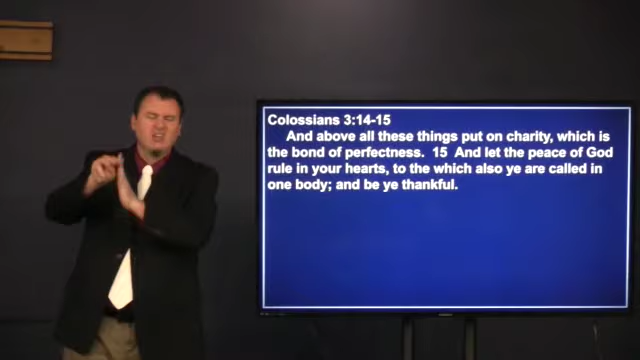 Colossians 3:14-15
And above all these things put on charity, which is
the bond of perfectness.  15  And let the peace of God
rule in your hearts, to the which also ye are called in
one body; and be ye thankful.